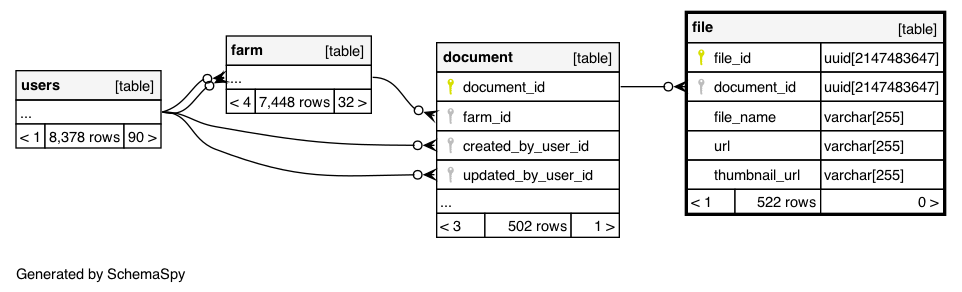 users [table]
...
< 1 8,378 rows 90 >
farm [table]
....
< 4 7,448 rows 32 >
document [table]
document_id
farm_id
created_by_user_id
updated_by_user_id
...
< 3 502 rows 1 >
file [table]
file_id uuid[2147483647]
document_id uuid[2147483647]
file_name varchar[255]
url varchar[255]
thumbnail_url varchar[255]
< 1 522 rows 0 >
Generated by SchemaSpy